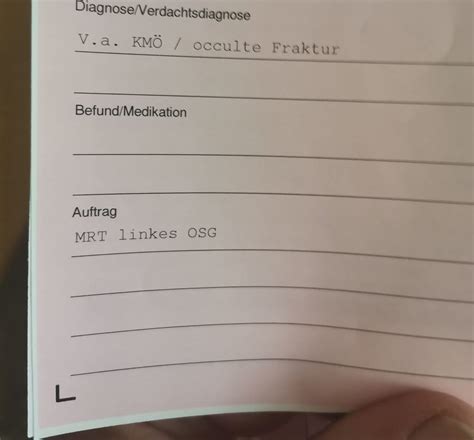 Diagnose/Verdachtsdiagnose
V.a. KMÖ / occulte Fraktur
Befund/Medikation
Auftrag
MRT linkes OSG